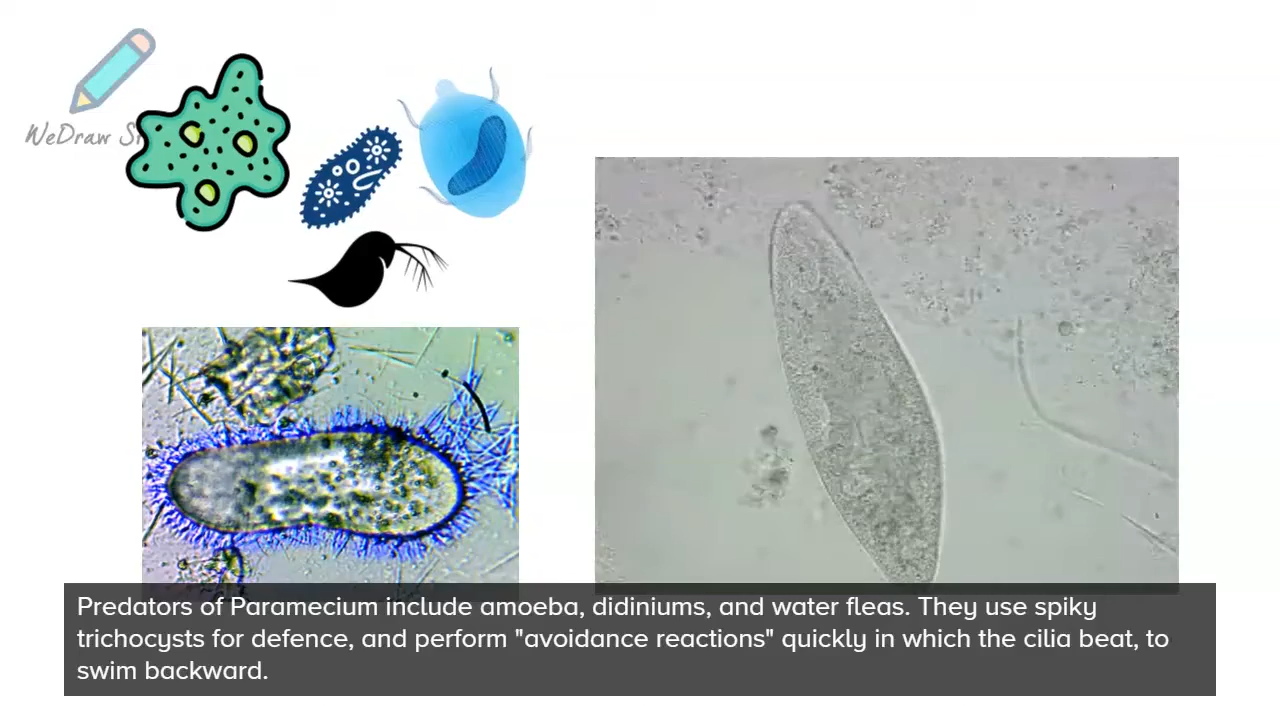 WeDraw
Predators of Paramecium include amoeba, didiniums, and water fleas. They use spiky
trichocysts for defence, and perform "avoidance reactions" quickly in which the cilia beat, to
swim backward.